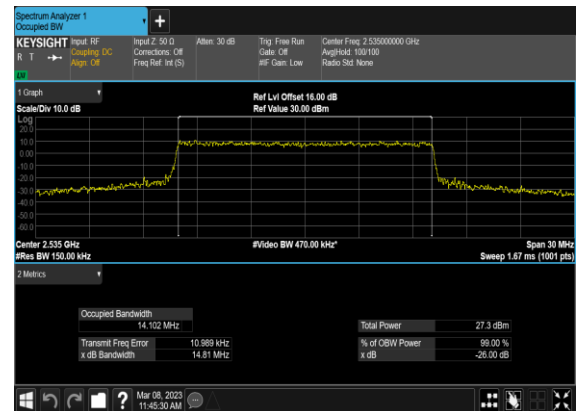 Spectrum Analyzer 1
Occupied BW
+
KEYSIGHT Input: RF Input Z: 50 Ω Atten: 30 dB Trig: Free Run Center Freq: 2.535000000 GHz
Coupling: DC Corrections: Off Gate: Off Avg|Hold: 100/100
R T Align: Off Freq Ref: Int (S) #IF Gain: Low Radio Std: None
LW
1 Graph
Ref Lvl Offset 16.00 dB
Scale/Div 10.0 dB Ref Value 30.00 dBm
Log
20.0
10.0
0.00
-10.0
-20.0
-30.0
-40.0
-50.0
-60.0
Center 2.535 GHz #Video BW 470.00 kHz* Span 30 MHz
#Res BW 150.00 kHz Sweep 1.67 ms (1001 pts)
2 Metrics
Occupied Bandwidth
14.102 MHz Total Power 27.3 dBm
Transmit Freq Error 10.989 kHz % of OBW Power 99.00 %
x dB Bandwidth 14.81 MHz x dB -26.00 dB
? Mar 08, 2023
11:45:30 AM